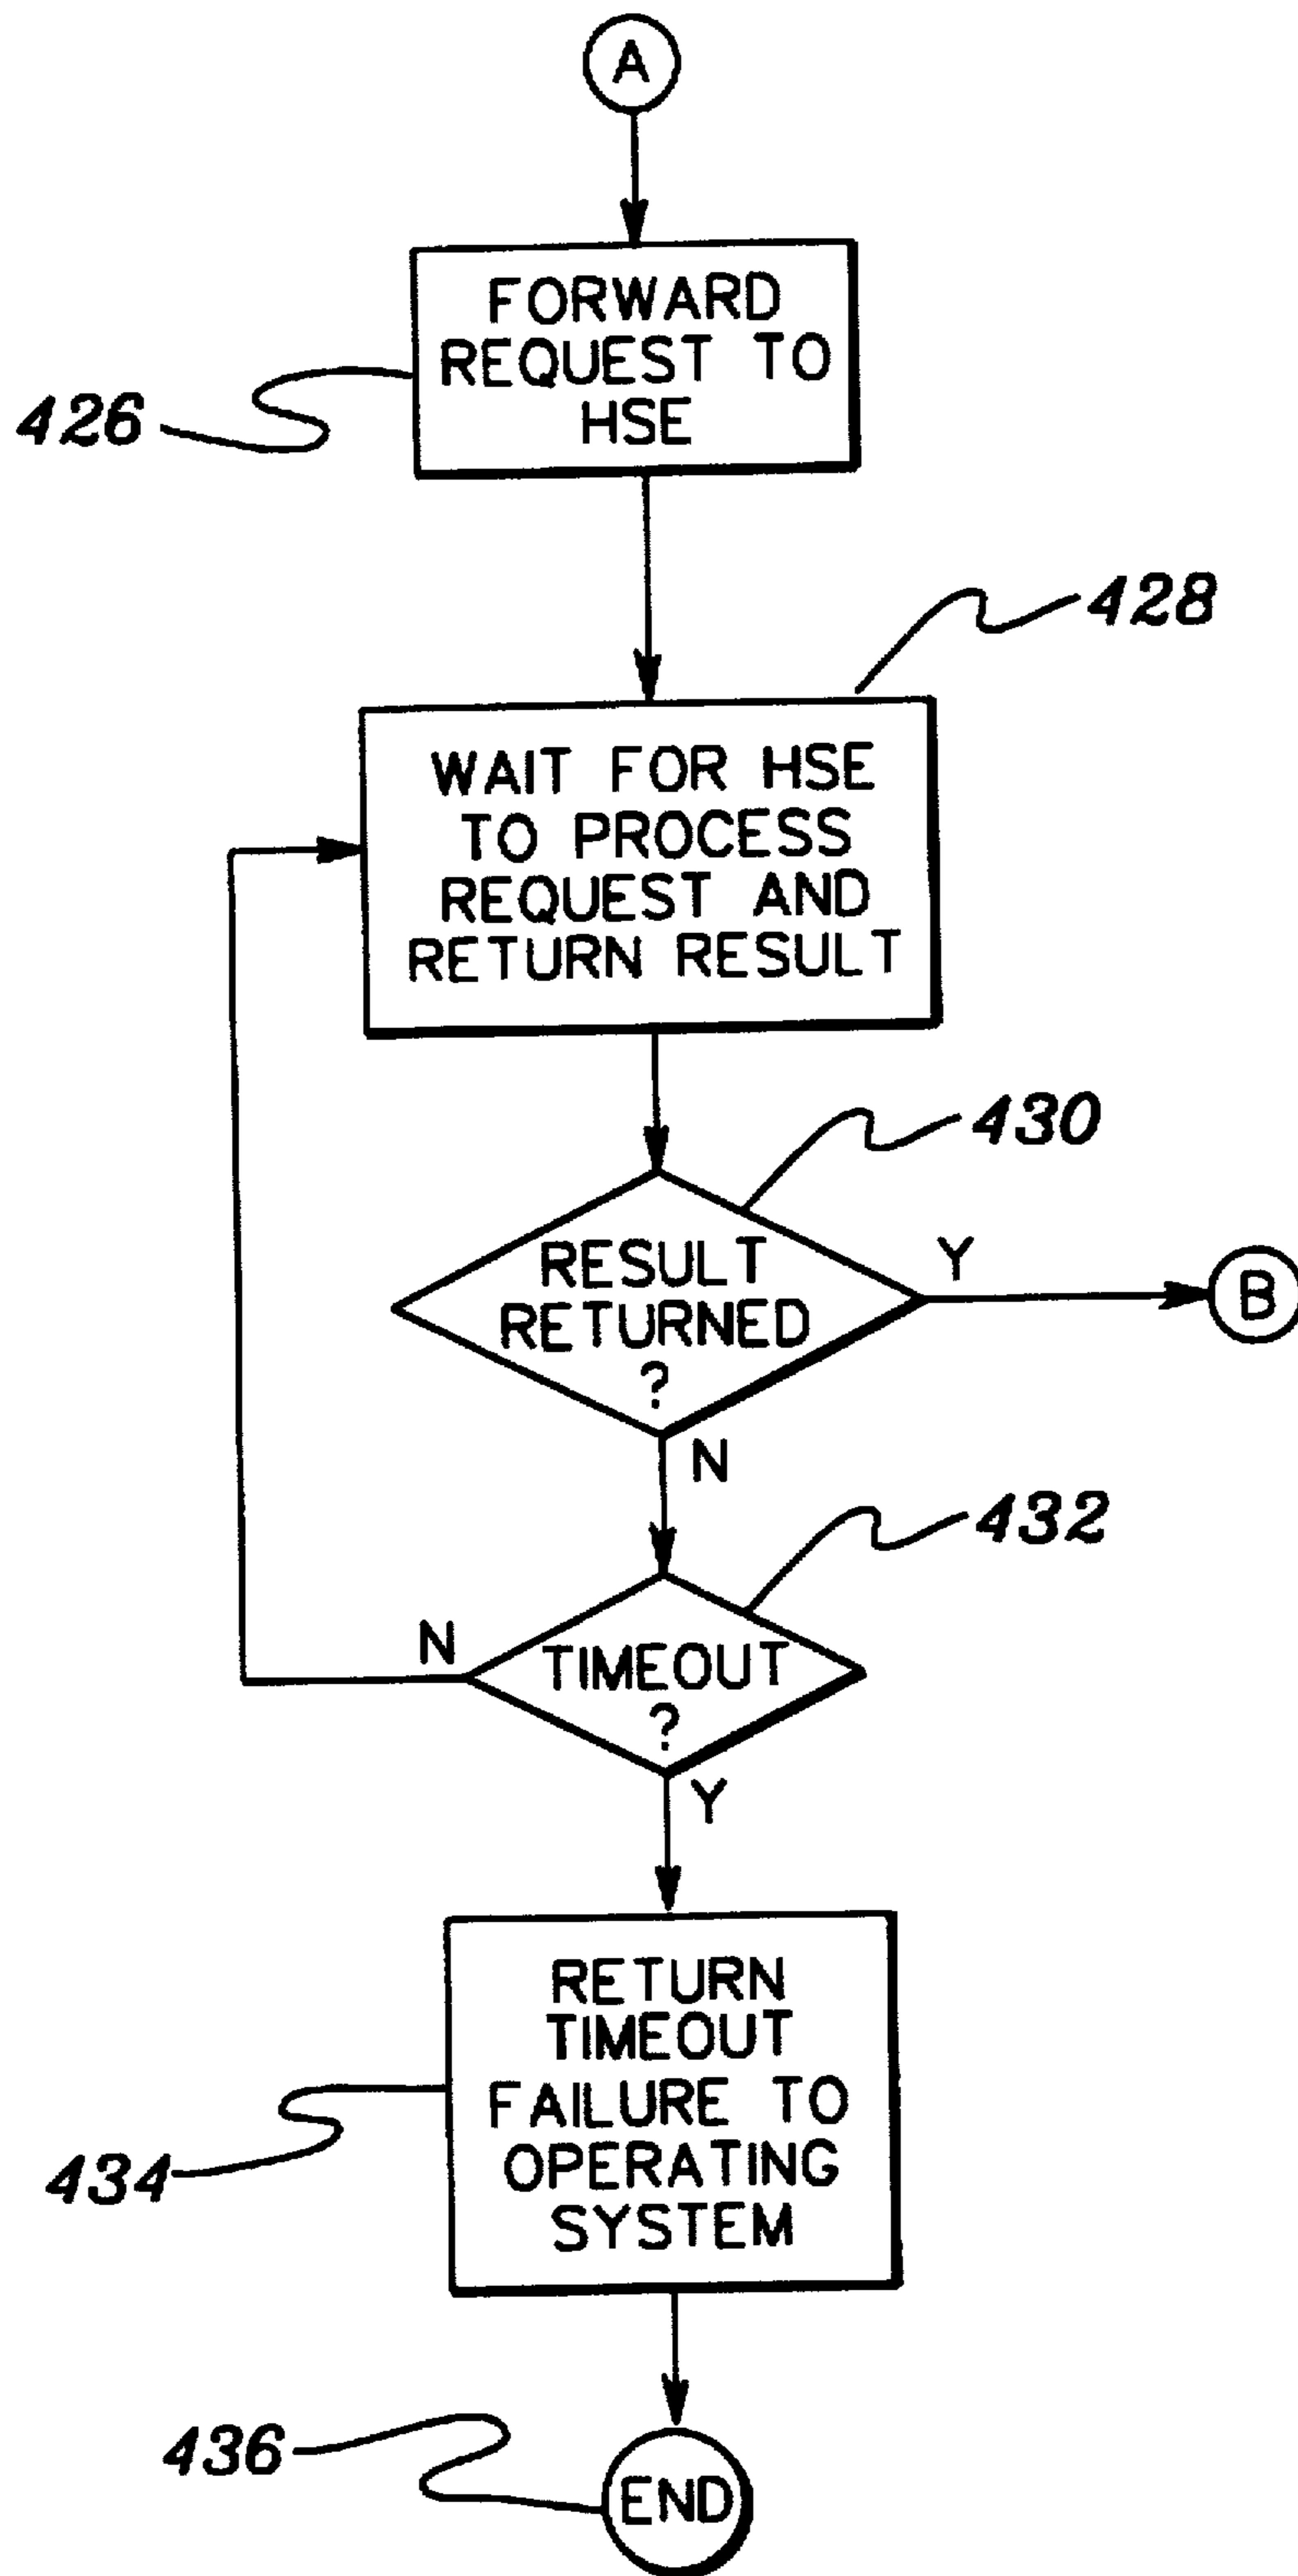 A
FORWARD
REQUEST TO
HSE
426
428
WAIT FOR HSE
TO PROCESS
REQUEST AND
RETURN RESULT
430
RESULT
RETURNED
?
Y
B
N
432
N
TIMEOUT
?
Y
RETURN
TIMEOUT
FAILURE TO
OPERATING
SYSTEM
434
436
END